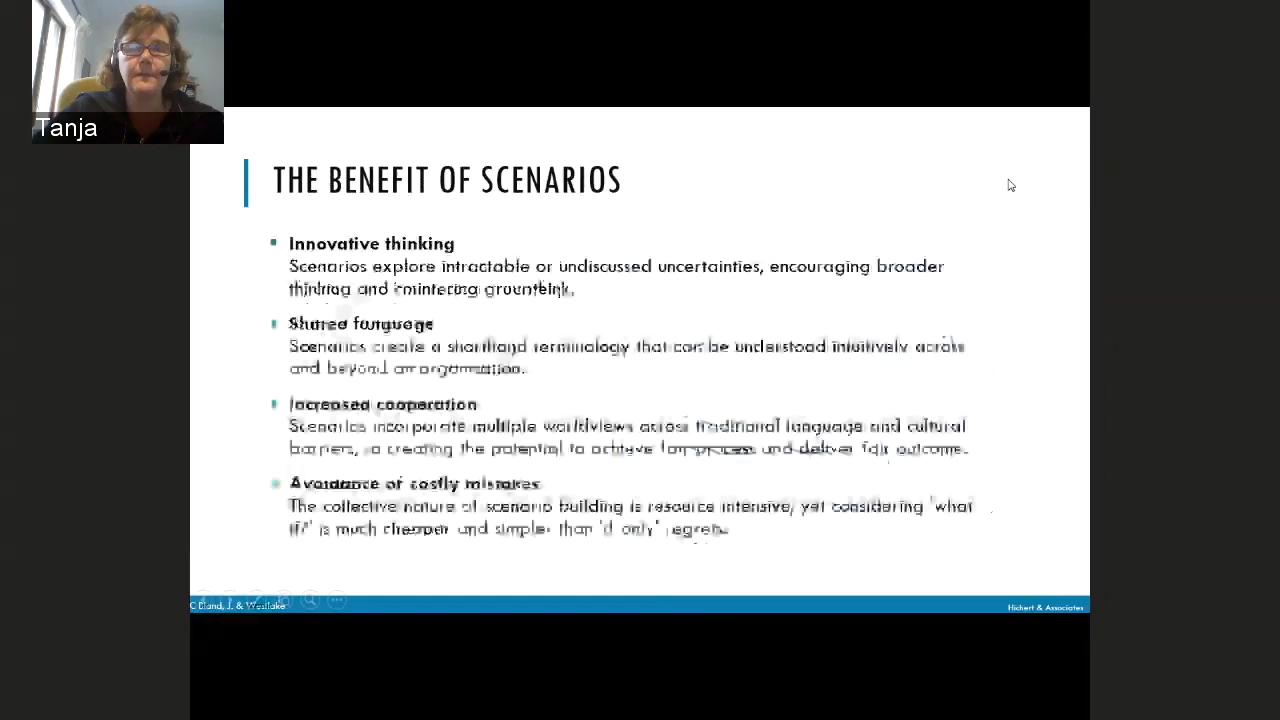 Tanja
THE BENEFIT OF SCENARIOS
Innovative thinking
Scenarios explore intractable or undiscussed uncertainties, encouraging broader
thinking and countering groupthink.
Shared language
Scenarios create a shorthand terminology that can be understood intuitively across
and beyond an organisation.
Increased cooperation
Scenarios incorporate multiple worldviews across traditional language and cultural
barriers, so creating the potential to achieve fair process and deliver fair outcome.
Avoidance of costly mistakes
The collective nature of scenario building is resource intensive, yet considering 'what
if?' is much cheaper and simpler than 'if only' regrets.
C Bland, J. & Westlake
Hichert & Associates